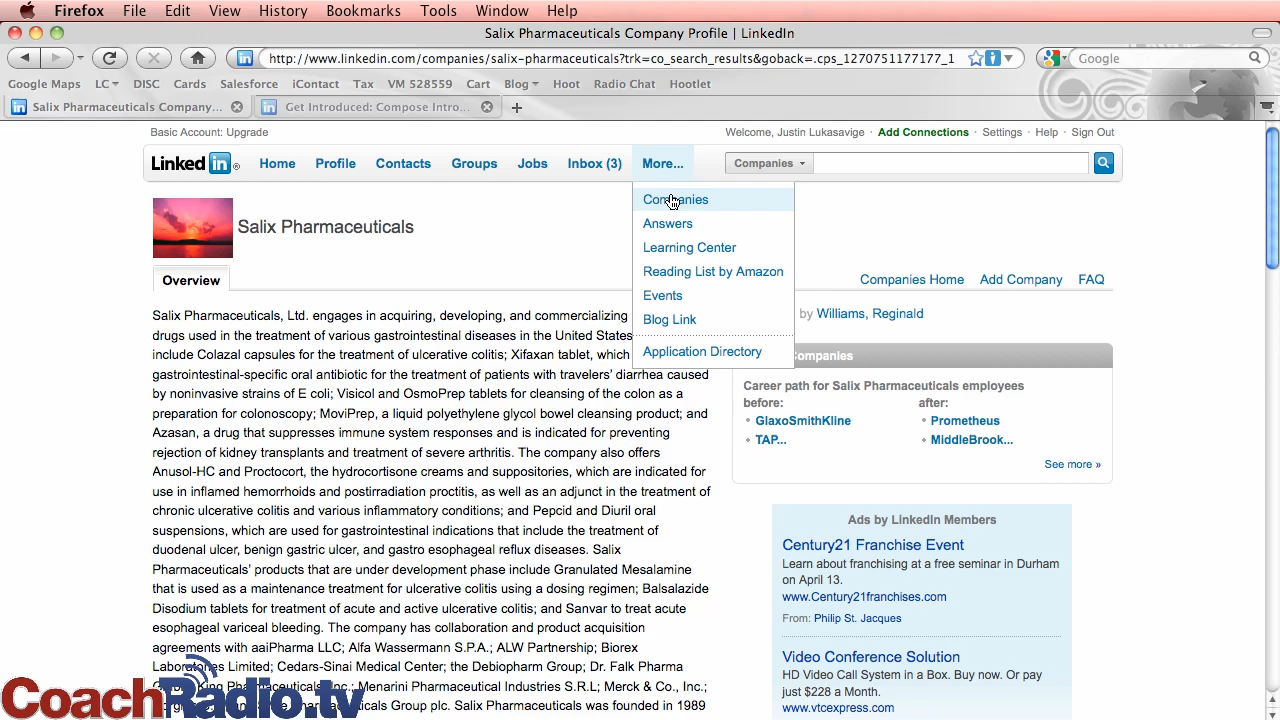 Firefox File Edit View History Bookmarks Tools Window Help
Salix Pharmaceuticals Company Profile | LinkedIn
http://www.linkedin.com/companies/salix-pharmaceuticals?trk=co_search_results&goback=.cps_1270751177177_1
Google
Google Maps LC DISC Cards Salesforce iContact Tax VM 528559 Cart Blog Hoot Radio Chat Hootlet
Salix Pharmaceuticals Company... Get Introduced: Compose Intro...
Basic Account: Upgrade
Welcome, Justin Lukasavige · Add Connections · Settings · Help · Sign Out
Linked in ® Home Profile Contacts Groups Jobs Inbox (3) More... Companies
Companies
Answers
Learning Center
Reading List by Amazon
Events
Blog Link
Application Directory
Salix Pharmaceuticals
Overview
Companies Home Add Company FAQ
Salix Pharmaceuticals, Ltd. engages in acquiring, developing, and commercializing
drugs used in the treatment of various gastrointestinal diseases in the United States
include Colazal capsules for the treatment of ulcerative colitis; Xifaxan tablet, which
gastrointestinal-specific oral antibiotic for the treatment of patients with travelers' diarrhea caused
by noninvasive strains of E coli; Visicol and OsmoPrep tablets for cleansing of the colon as a
preparation for colonoscopy; MoviPrep, a liquid polyethylene glycol bowel cleansing product; and
Azasan, a drug that suppresses immune system responses and is indicated for preventing
rejection of kidney transplants and treatment of severe arthritis. The company also offers
Anusol-HC and Proctocort, the hydrocortisone creams and suppositories, which are indicated for
use in inflamed hemorrhoids and postirradiation proctitis, as well as an adjunct in the treatment of
chronic ulcerative colitis and various inflammatory conditions; and Pepcid and Diuril oral
suspensions, which are used for gastrointestinal indications that include the treatment of
duodenal ulcer, benign gastric ulcer, and gastro esophageal reflux diseases. Salix
Pharmaceuticals' products that are under development phase include Granulated Mesalamine
that is used as a maintenance treatment for ulcerative colitis using a dosing regimen; Balsalazide
Disodium tablets for treatment of acute and active ulcerative colitis; and Sanvar to treat acute
esophageal variceal bleeding. The company has collaboration and product acquisition
agreements with aaiPharma LLC; Alfa Wassermann S.P.A.; ALW Partnership; Biorex
Laboratories Limited; Cedars-Sinai Medical Center; the Debiopharm Group; Dr. Falk Pharma
Pharmaceuticals Inc.; Menarini Pharmaceutical Industries S.R.L; Merck & Co., Inc.;
Group plc. Salix Pharmaceuticals was founded in 1989
by Williams, Reginald
Companies
Career path for Salix Pharmaceuticals employees
before: after:
GlaxoSmithKline Prometheus
TAP... MiddleBrook...
See more »
Ads by LinkedIn Members
Century21 Franchise Event
Learn about franchising at a free seminar in Durham
on April 13.
www.Century21franchises.com
From: Philip St. Jacques
Video Conference Solution
HD Video Call System in a Box. Buy now. Or pay
just $228 a Month.
www.vtcexpress.com
CoachRadio.tv